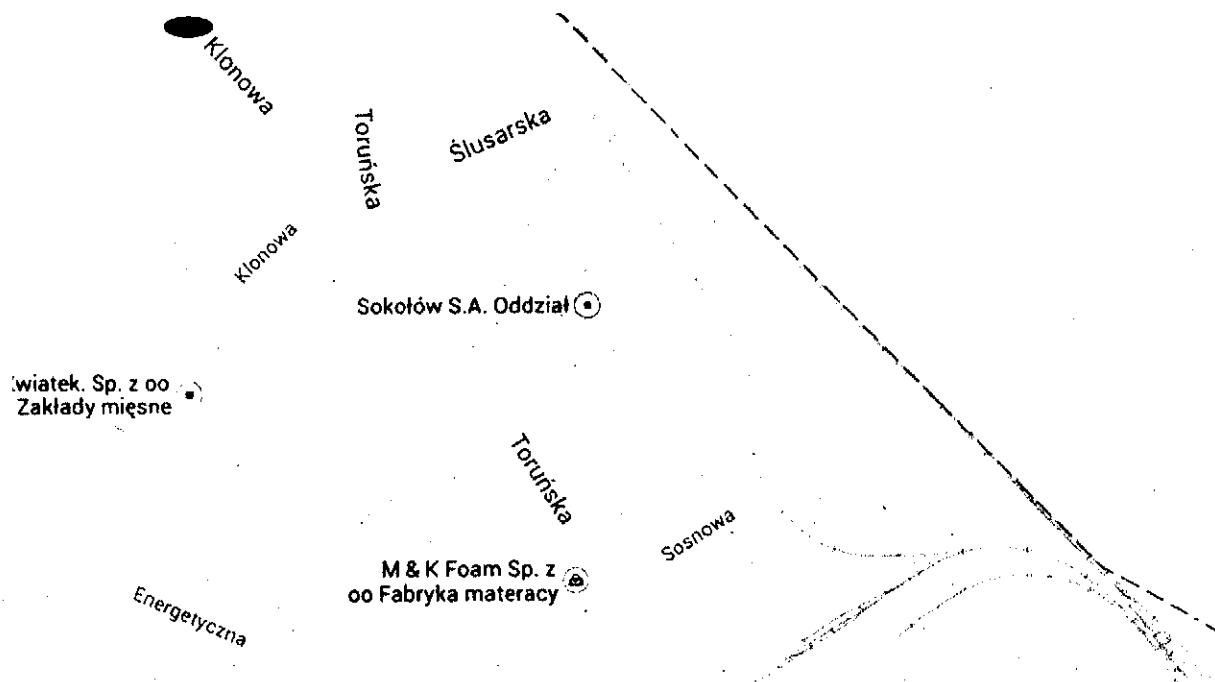 Klonowa
Toruńska
Ślusarska
Klonowa
Sokołów S.A. Oddział
wiatek. Sp. z oo
Zakłady mięsne
Toruńska
Sosnowa
M & K Foam Sp. z
oo Fabryka materacy
Energetyczna